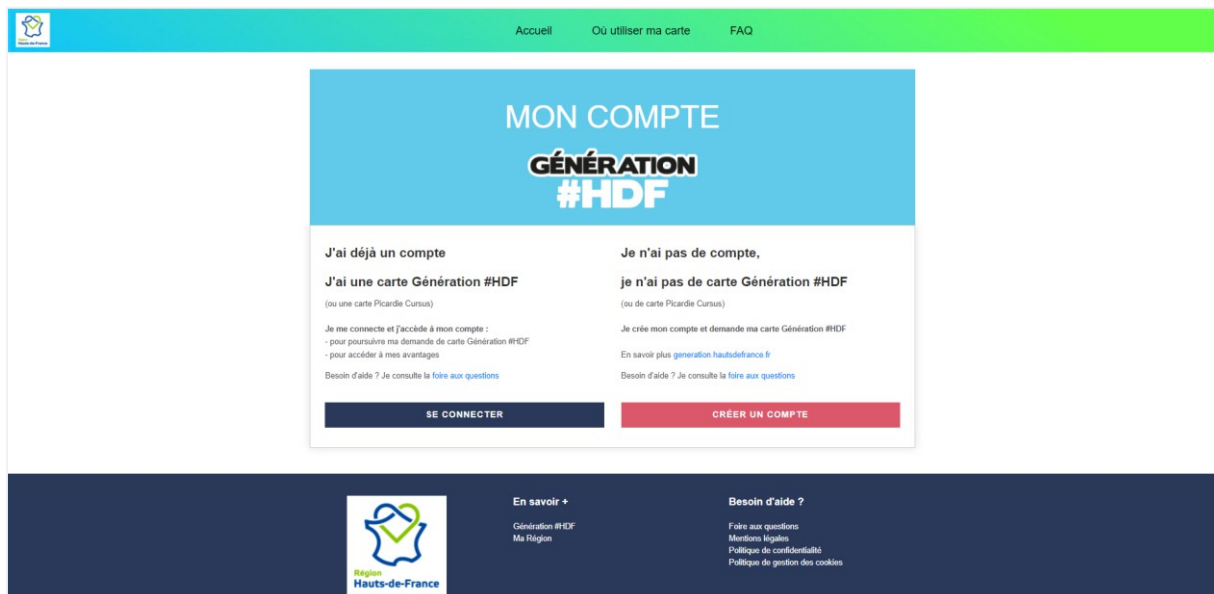 Région
Hauts-de-France
Accueil
Où utiliser ma carte
FAQ
MON COMPTE
GÉNÉRATION
#HDF
J'ai déjà un compte
J'ai une carte Génération #HDF
(ou une carte Picardie Cursus)
Je me connecte et j'accède à mon compte :
- pour poursuivre ma demande de carte Génération #HDF
- pour accéder à mes avantages
Besoin d'aide ? Je consulte la foire aux questions
SE CONNECTER
Je n'ai pas de compte,
je n'ai pas de carte Génération #HDF
(ou de carte Picardie Cursus)
Je crée mon compte et demande ma carte Génération #HDF
En savoir plus generation.hautsdefrance.fr
Besoin d'aide ? Je consulte la foire aux questions
CRÉER UN COMPTE
Région
Hauts-de-France
En savoir +
Génération #HDF
Ma Région
Besoin d'aide ?
Foire aux questions
Mentions légales
Politique de confidentialité
Politique de gestion des cookies